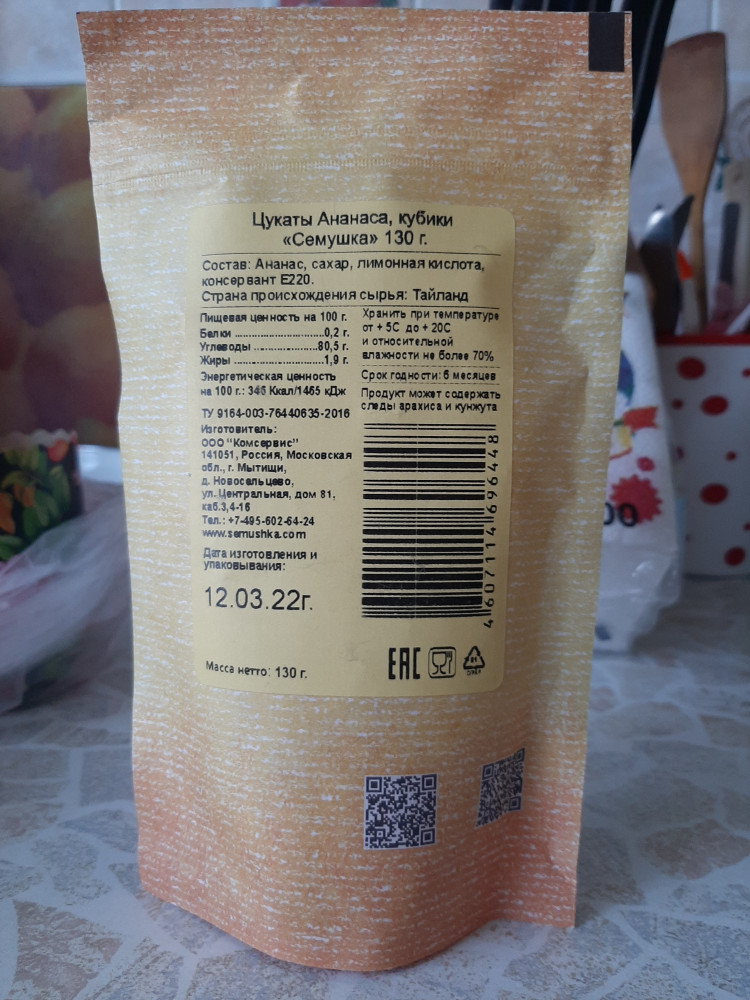 Цукаты Ананаса, кубики
«Семушка» 130 г.
Состав: Ананас, сахар, лимонная кислота,
консервант Е220.
Страна происхождения сырья: Тайланд
Пищевая ценность на 100 г.
Белки ..................0,2 г.
Углеводы ..................80,5 г.
Жиры ..................1,9 г.
Энергетическая ценность
на 100 г.: 346 Ккал/1465 кДж
ТУ 9164-003-76440635-2016
Изготовитель:
ООО "Комсервис"
141051, Россия, Московская
обл., г. Мытищи,
д. Новосельцево,
ул. Центральная, дом 81,
каб.3,4-16
Тел.: +7-495-602-64-24
www.semushka.com
Дата изготовления и
упаковывания:
12.03.22г.
Масса нетто: 130 г.
Хранить при температуре
от + 5С до + 20С
и относительной
влажности не более 70%
Срок годности: 6 месяцев
Продукт может содержать
следы арахиса и кунжута
4607114696448
ЕАС